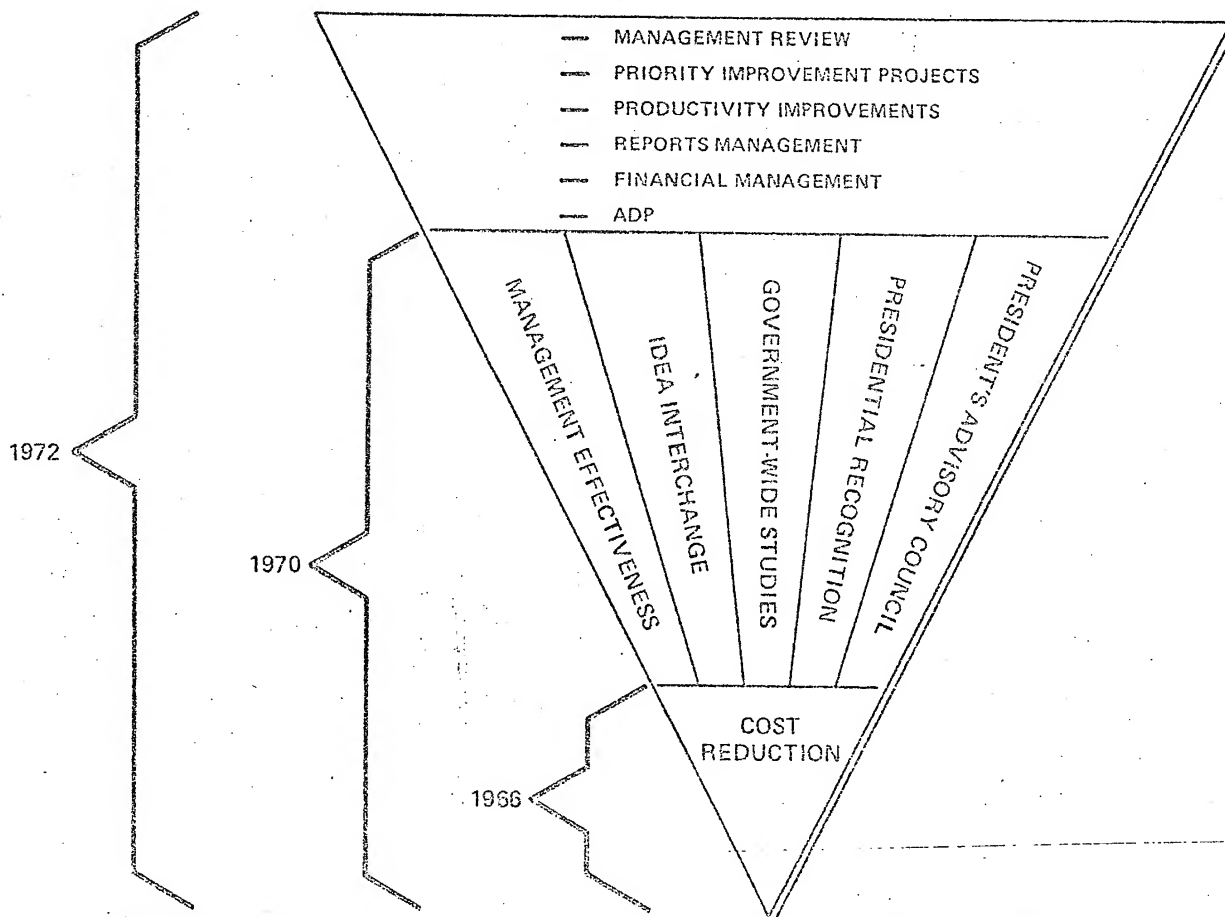 — MANAGEMENT REVIEW
— PRIORITY IMPROVEMENT PROJECTS
— PRODUCTIVITY IMPROVEMENTS
— REPORTS MANAGEMENT
— FINANCIAL MANAGEMENT
— ADP
MANAGEMENT EFFECTIVENESS
IDEA INTERCHANGE
GOVERNMENT-WIDE STUDIES
PRESIDENTIAL RECOGNITION
PRESIDENT'S ADVISORY COUNCIL
1972
1970
COST
REDUCTION
1966